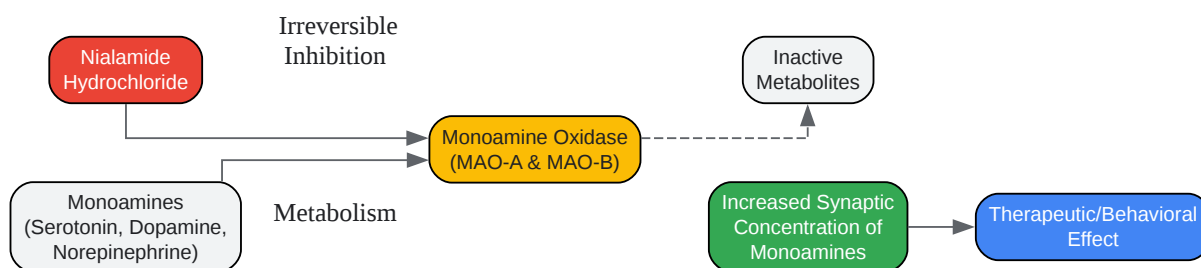 Irreversible
Inhibition
Nialamide
Hydrochloride
Inactive
Metabolites
Monoamine Oxidase
(MAO-A & MAO-B)
Monoamines
(Serotonin, Dopamine,
Norepinephrine)
Metabolism
Increased Synaptic
Concentration of
Monoamines
Therapeutic/Behavioral
Effect